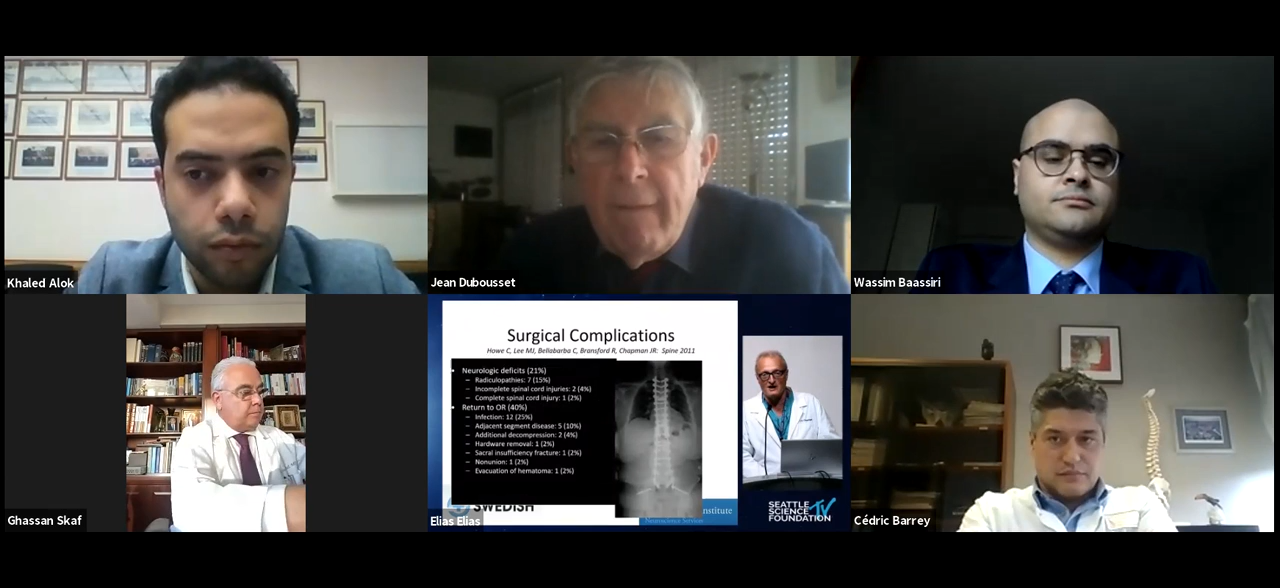 Khaled Alok
Jean Dubousset
Wassim Baassiri
Ghassan Skaf
Surgical Complications
Howe C, Lee MJ, Bellabarba C, Bransford R, Chapman JR: Spine 2011
• Neurologic deficits (21%)
– Radiculopathies: 7 (15%)
– Incomplete spinal cord injuries: 2 (4%)
– Complete spinal cord injury: 1 (2%)
• Return to OR (40%)
– Infection: 12 (25%)
– Adjacent segment disease: 5 (10%)
– Additional decompression: 2 (4%)
– Hardware removal: 1 (2%)
– Sacral insufficiency fracture: 1 (2%)
– Nonunion: 1 (2%)
– Evacuation of hematoma: 1 (2%)
SWEDISH
Institute
Neuroscience Services
Elias Elias
SEATTLE
SCIENCE
FOUNDATION
TV
Cédric Barrey